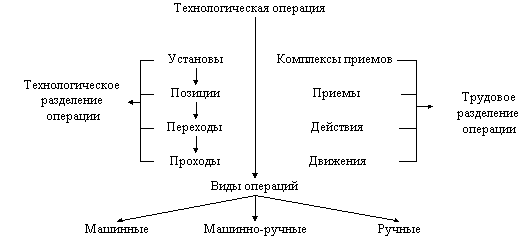 Технологическая операция
Установы
Комплексы приемов
Технологическое
разделение
операции
Позиции
Приемы
Трудовое
разделение
операции
Переходы
Действия
Проходы
Движения
Виды операций
Машинные
Машинно-ручные
Ручные